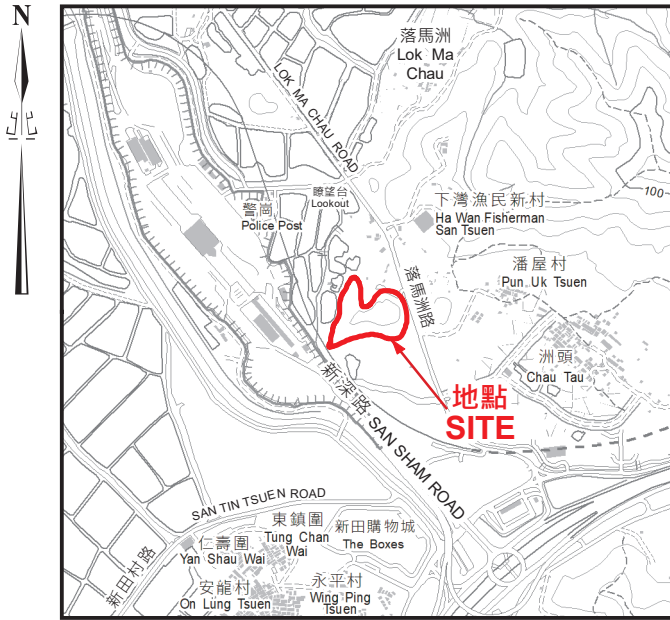 N
落馬洲
Lok Ma
Chau
LOK MA CHAU ROAD
瞭望台
Lookout
警崗
Police Post
下灣漁民新村
Ha Wan Fisherman
San Tsuen
100
潘屋村
Pun Uk Tsuen
落馬洲路
洲頭
Chau Tau
地點
SITE
新深路 SAN SHAM ROAD
SAN TIN TSUEN ROAD
東鎮圍
Tung Chan
Wai
新田購物城
The Boxes
仁壽圍
Yan Shau Wai
新田村路
安龍村
On Lung Tsuen
永平村
Wing Ping
Tsuen